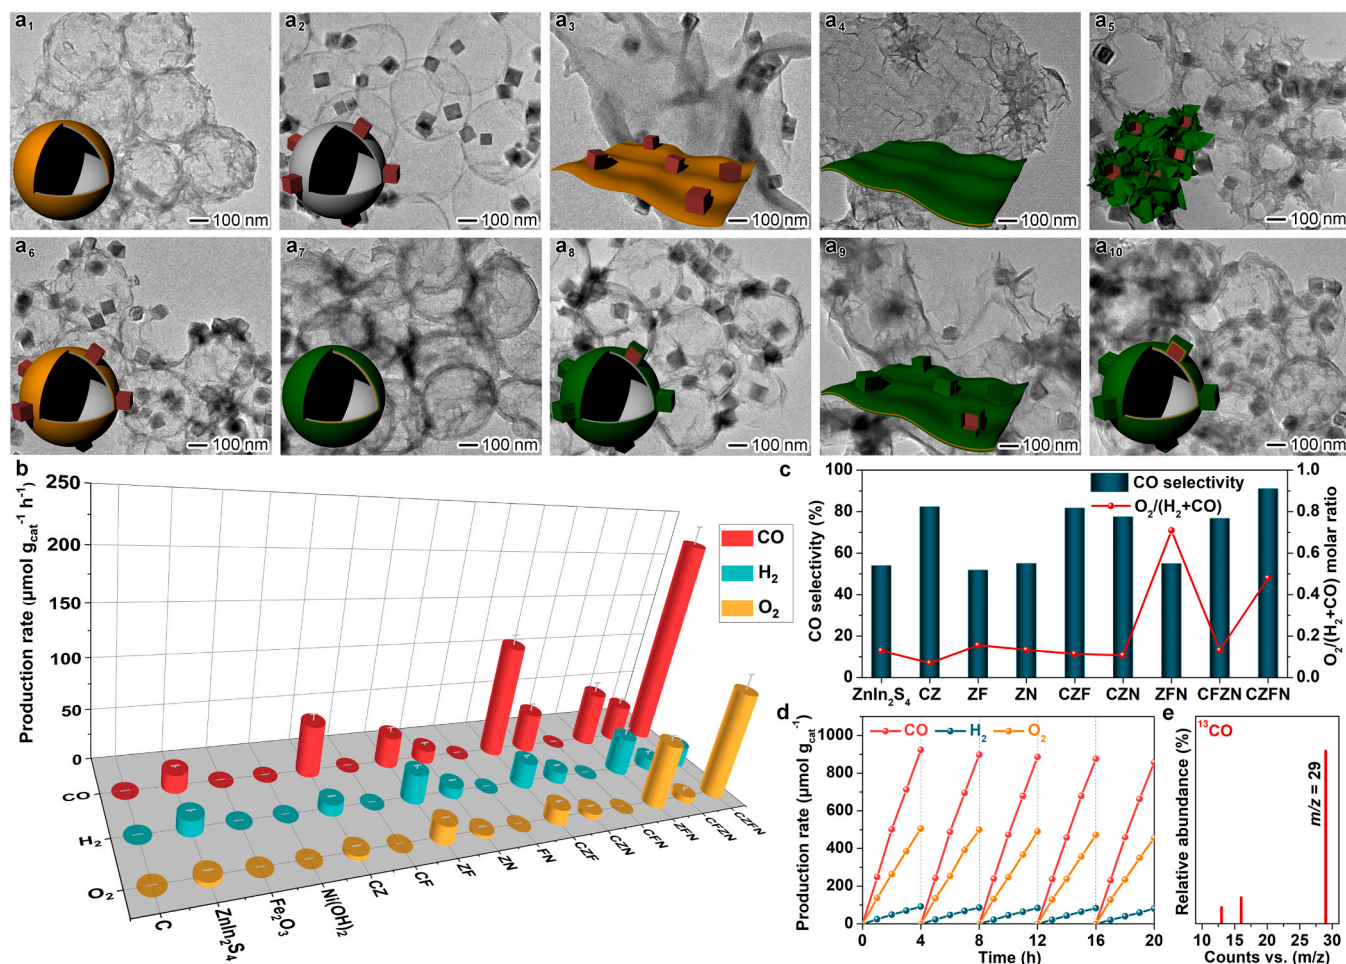 a1
a2
a3
a4
a5
100 nm
100 nm
100 nm
100 nm
100 nm
a6
a7
a8
a9
a10
100 nm
100 nm
100 nm
100 nm
100 nm
b
250
200
150
100
50
0
Production rate (μmol gcat⁻¹ h⁻¹)
CO
H2
O2
CO
H2
O2
C
ZnIn2S4
Fe2O3
Ni(OH)2
CZ
CF
ZF
ZN
FN
CZF
CZN
CFN
ZFN
CFZN
CZFN
c
CO selectivity (%)
100
80
60
40
20
0
CO selectivity
O2/(H2+CO)
1.0
0.8
0.6
0.4
0.2
0.0
O2/(H2+CO) molar ratio
ZnIn2S4 CZ ZF ZN CZF CZN ZFN CFZN CZFN
d
Production rate (μmol gcat⁻¹)
CO H2 O2
1000
900
800
700
600
500
400
300
200
100
0
0 4 8 12 16 20
Time (h)
e
¹³CO
m/z = 29
Relative abundance (%)
10 15 20 25 30
Counts vs. (m/z)